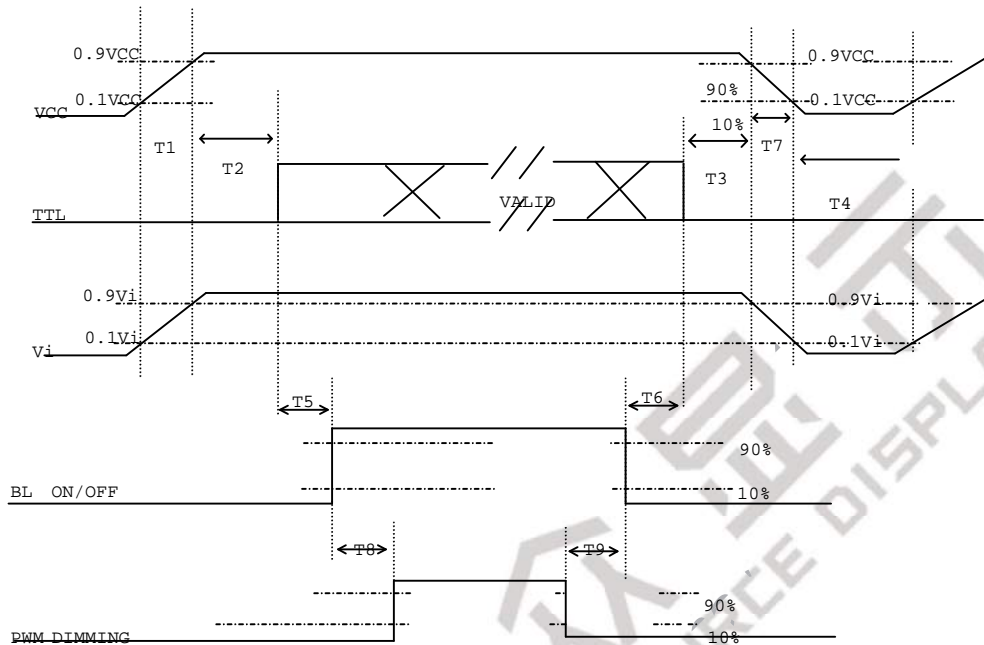 0.9VCC
0.9VCC
90%
VCC
0.1VCC
0.1VCC
10%
T1
T7
T2
T3
TTL
VALID
T4
0.9Vi
0.9Vi
0.1Vi
0.1Vi
Vi
T5
T6
90%
BL ON/OFF
10%
T8
T9
90%
PWM DIMMING
10%